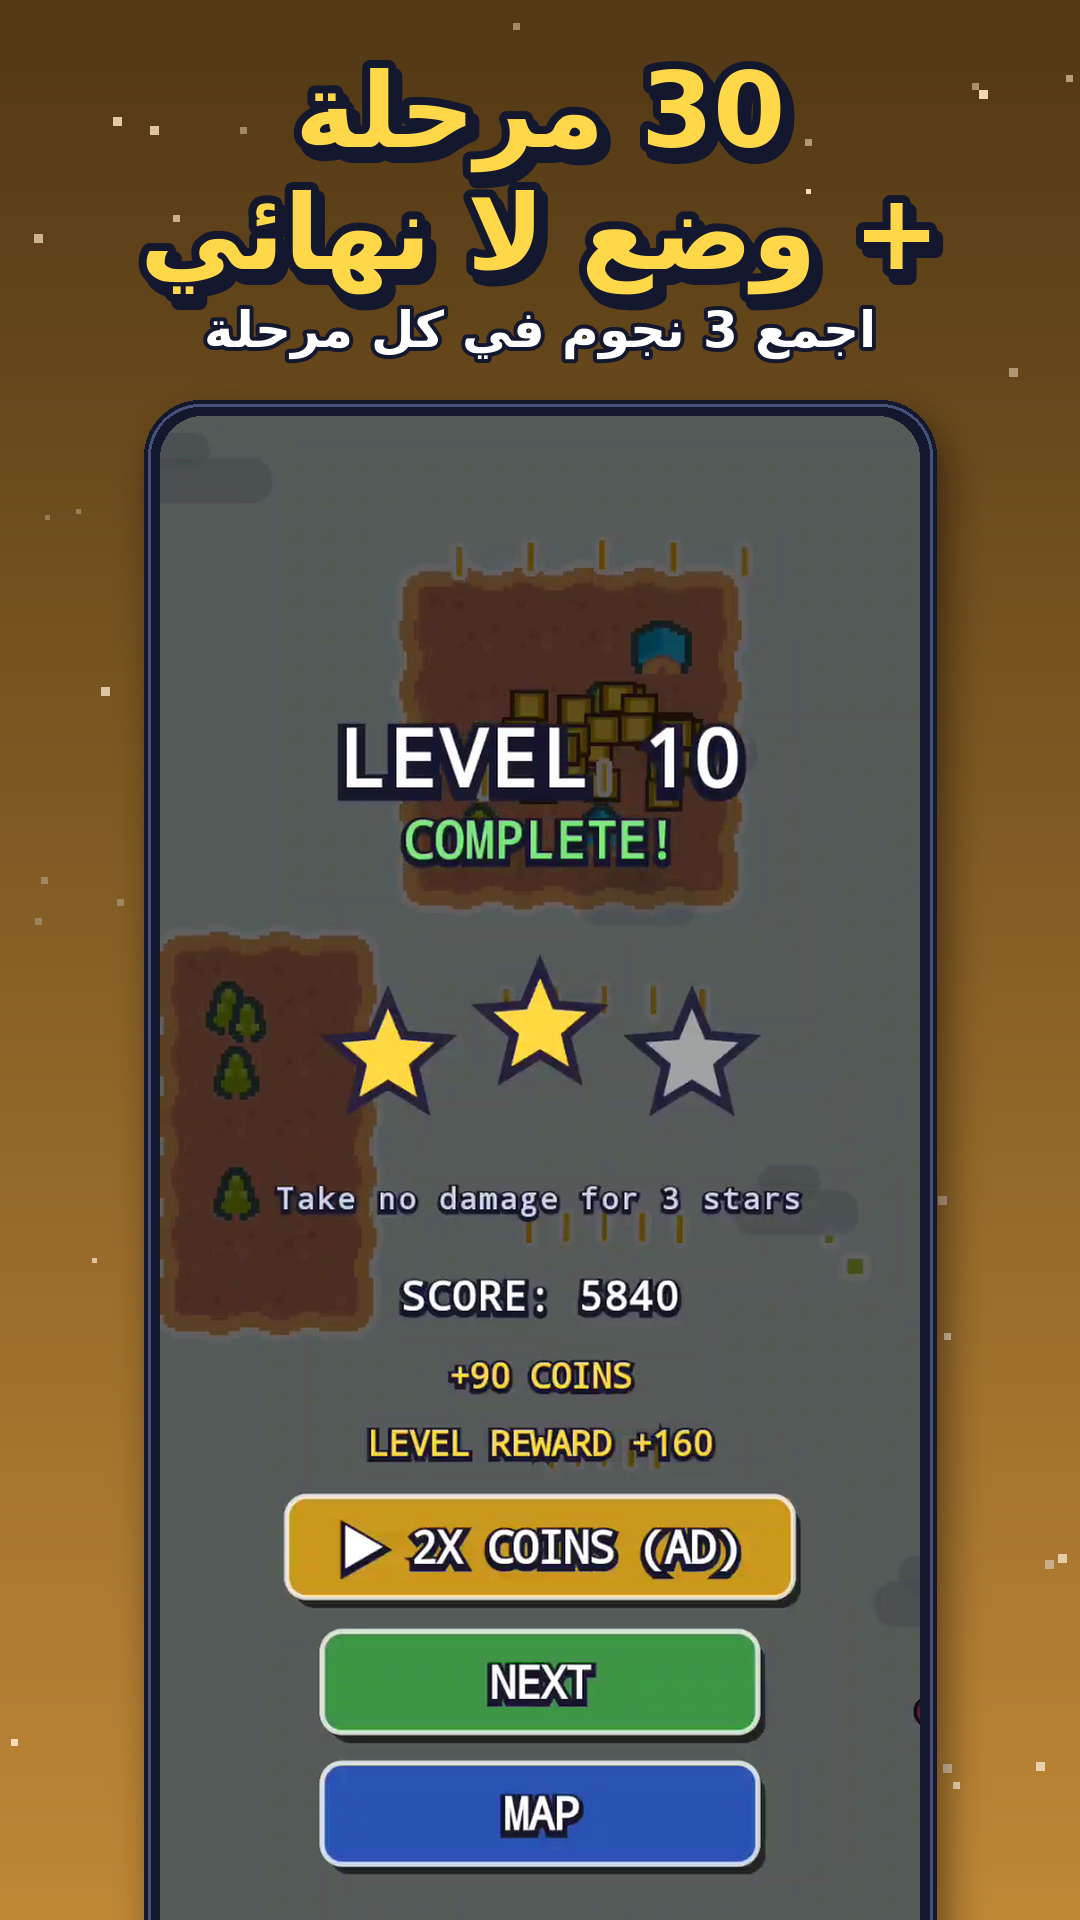 30 مرحلة
+ وضع لا نهائي
اجمع 3 نجوم في كل مرحلة
LEVEL 10
COMPLETE!
Take no damage for 3 stars
SCORE: 5840
+90 COINS
LEVEL REWARD +160
2X COINS (AD)
NEXT
MAP